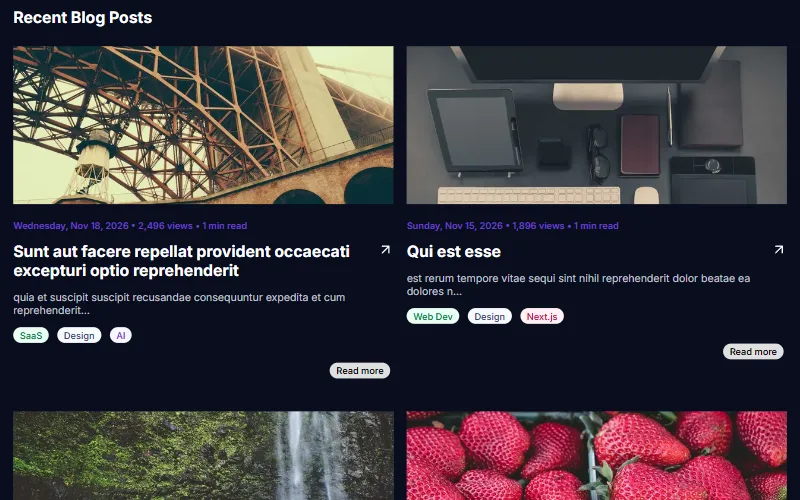 Recent Blog Posts
Wednesday, Nov 18, 2026 • 2,496 views • 1 min read
Sunt aut facere repellat provident occaecati
excepturi optio reprehenderit
quia et suscipit suscipit recusandae consequuntur expedita et cum
reprehenderit...
SaaS Design AI
Read more
Sunday, Nov 15, 2026 • 1,896 views • 1 min read
Qui est esse
est rerum tempore vitae sequi sint nihil reprehenderit dolor beatae ea
dolores n...
Web Dev Design Next.js
Read more